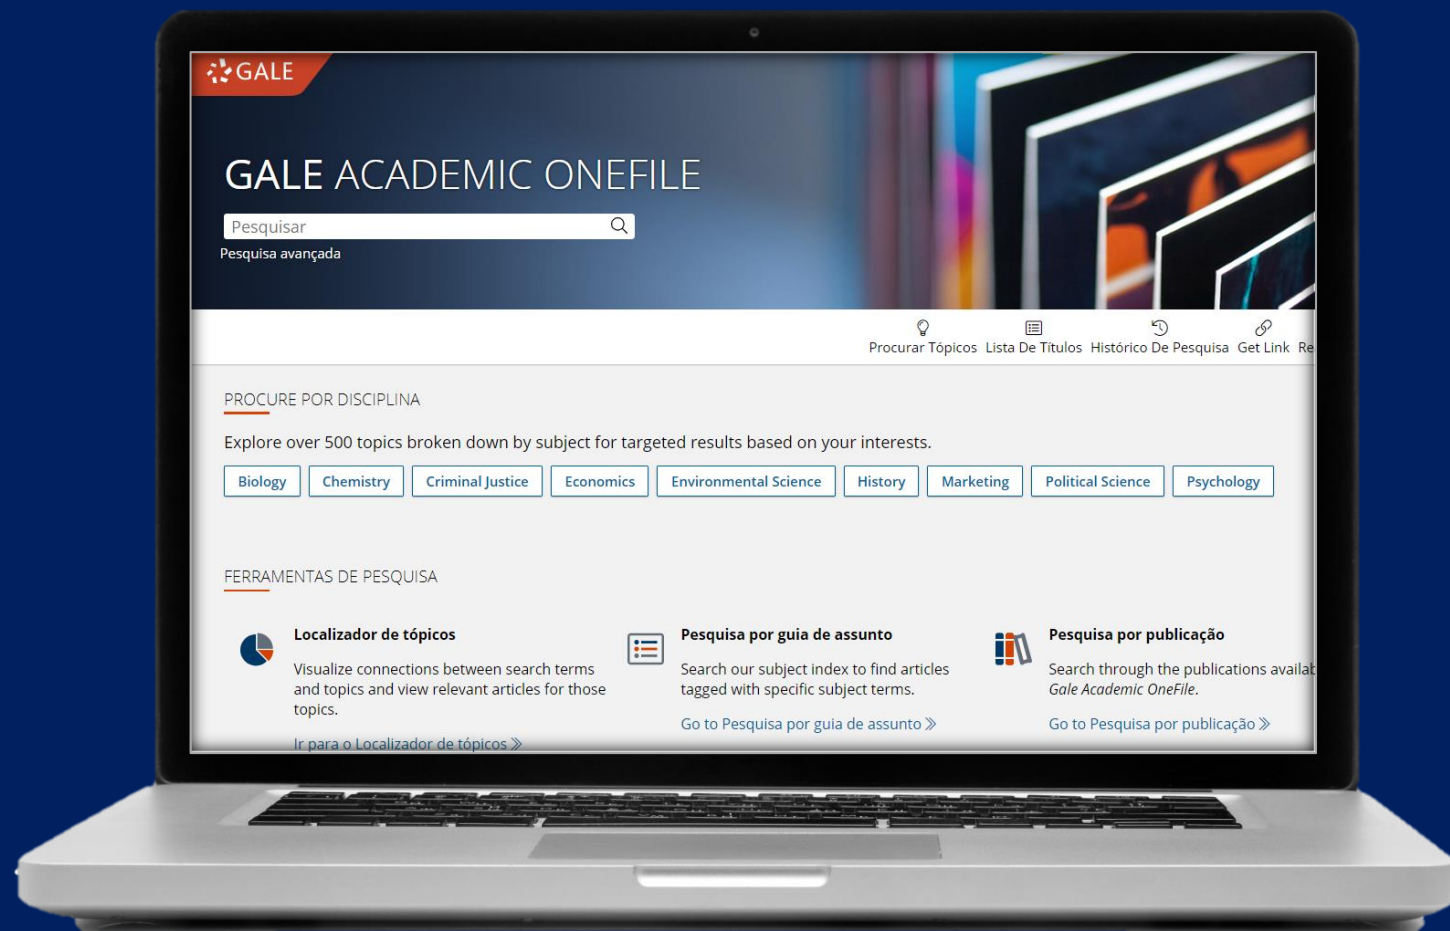 GALE
GALE ACADEMIC ONEFILE
Pesquisar
Pesquisa avançada
Procurar Tópicos Lista De Títulos Histórico De Pesquisa Get Link Re
PROCURE POR DISCIPLINA
Explore over 500 topics broken down by subject for targeted results based on your interests.
Biology Chemistry Criminal Justice Economics Environmental Science History Marketing Political Science Psychology
FERRAMENTAS DE PESQUISA
Localizador de tópicos
Visualize connections between search terms
and topics and view relevant articles for those
topics.
Ir para o Localizador de tópicos »
Pesquisa por guia de assunto
Search our subject index to find articles
tagged with specific subject terms.
Go to Pesquisa por guia de assunto »
Pesquisa por publicação
Search through the publications availab
Gale Academic OneFile.
Go to Pesquisa por publicação »